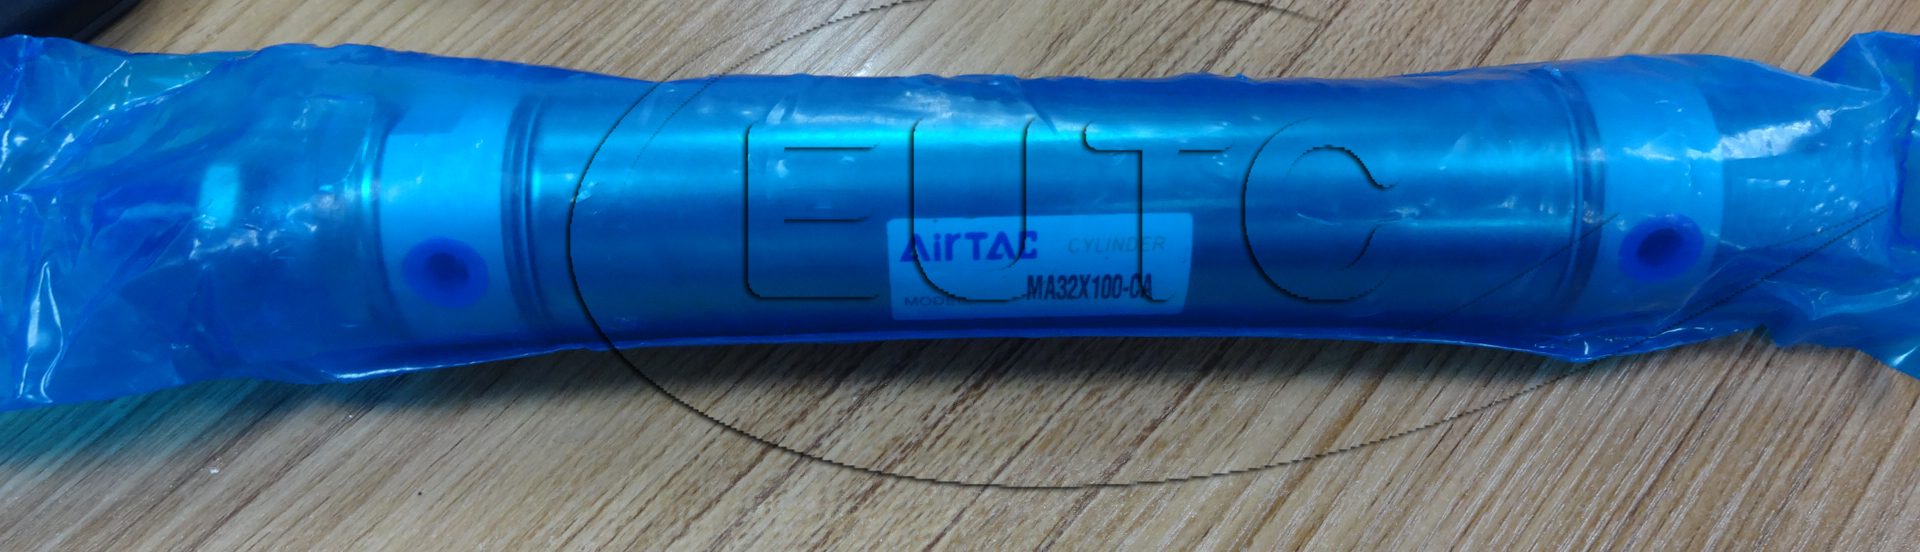 EUTC
AirTAC CYLINDER
MODEL MA32X100-CA